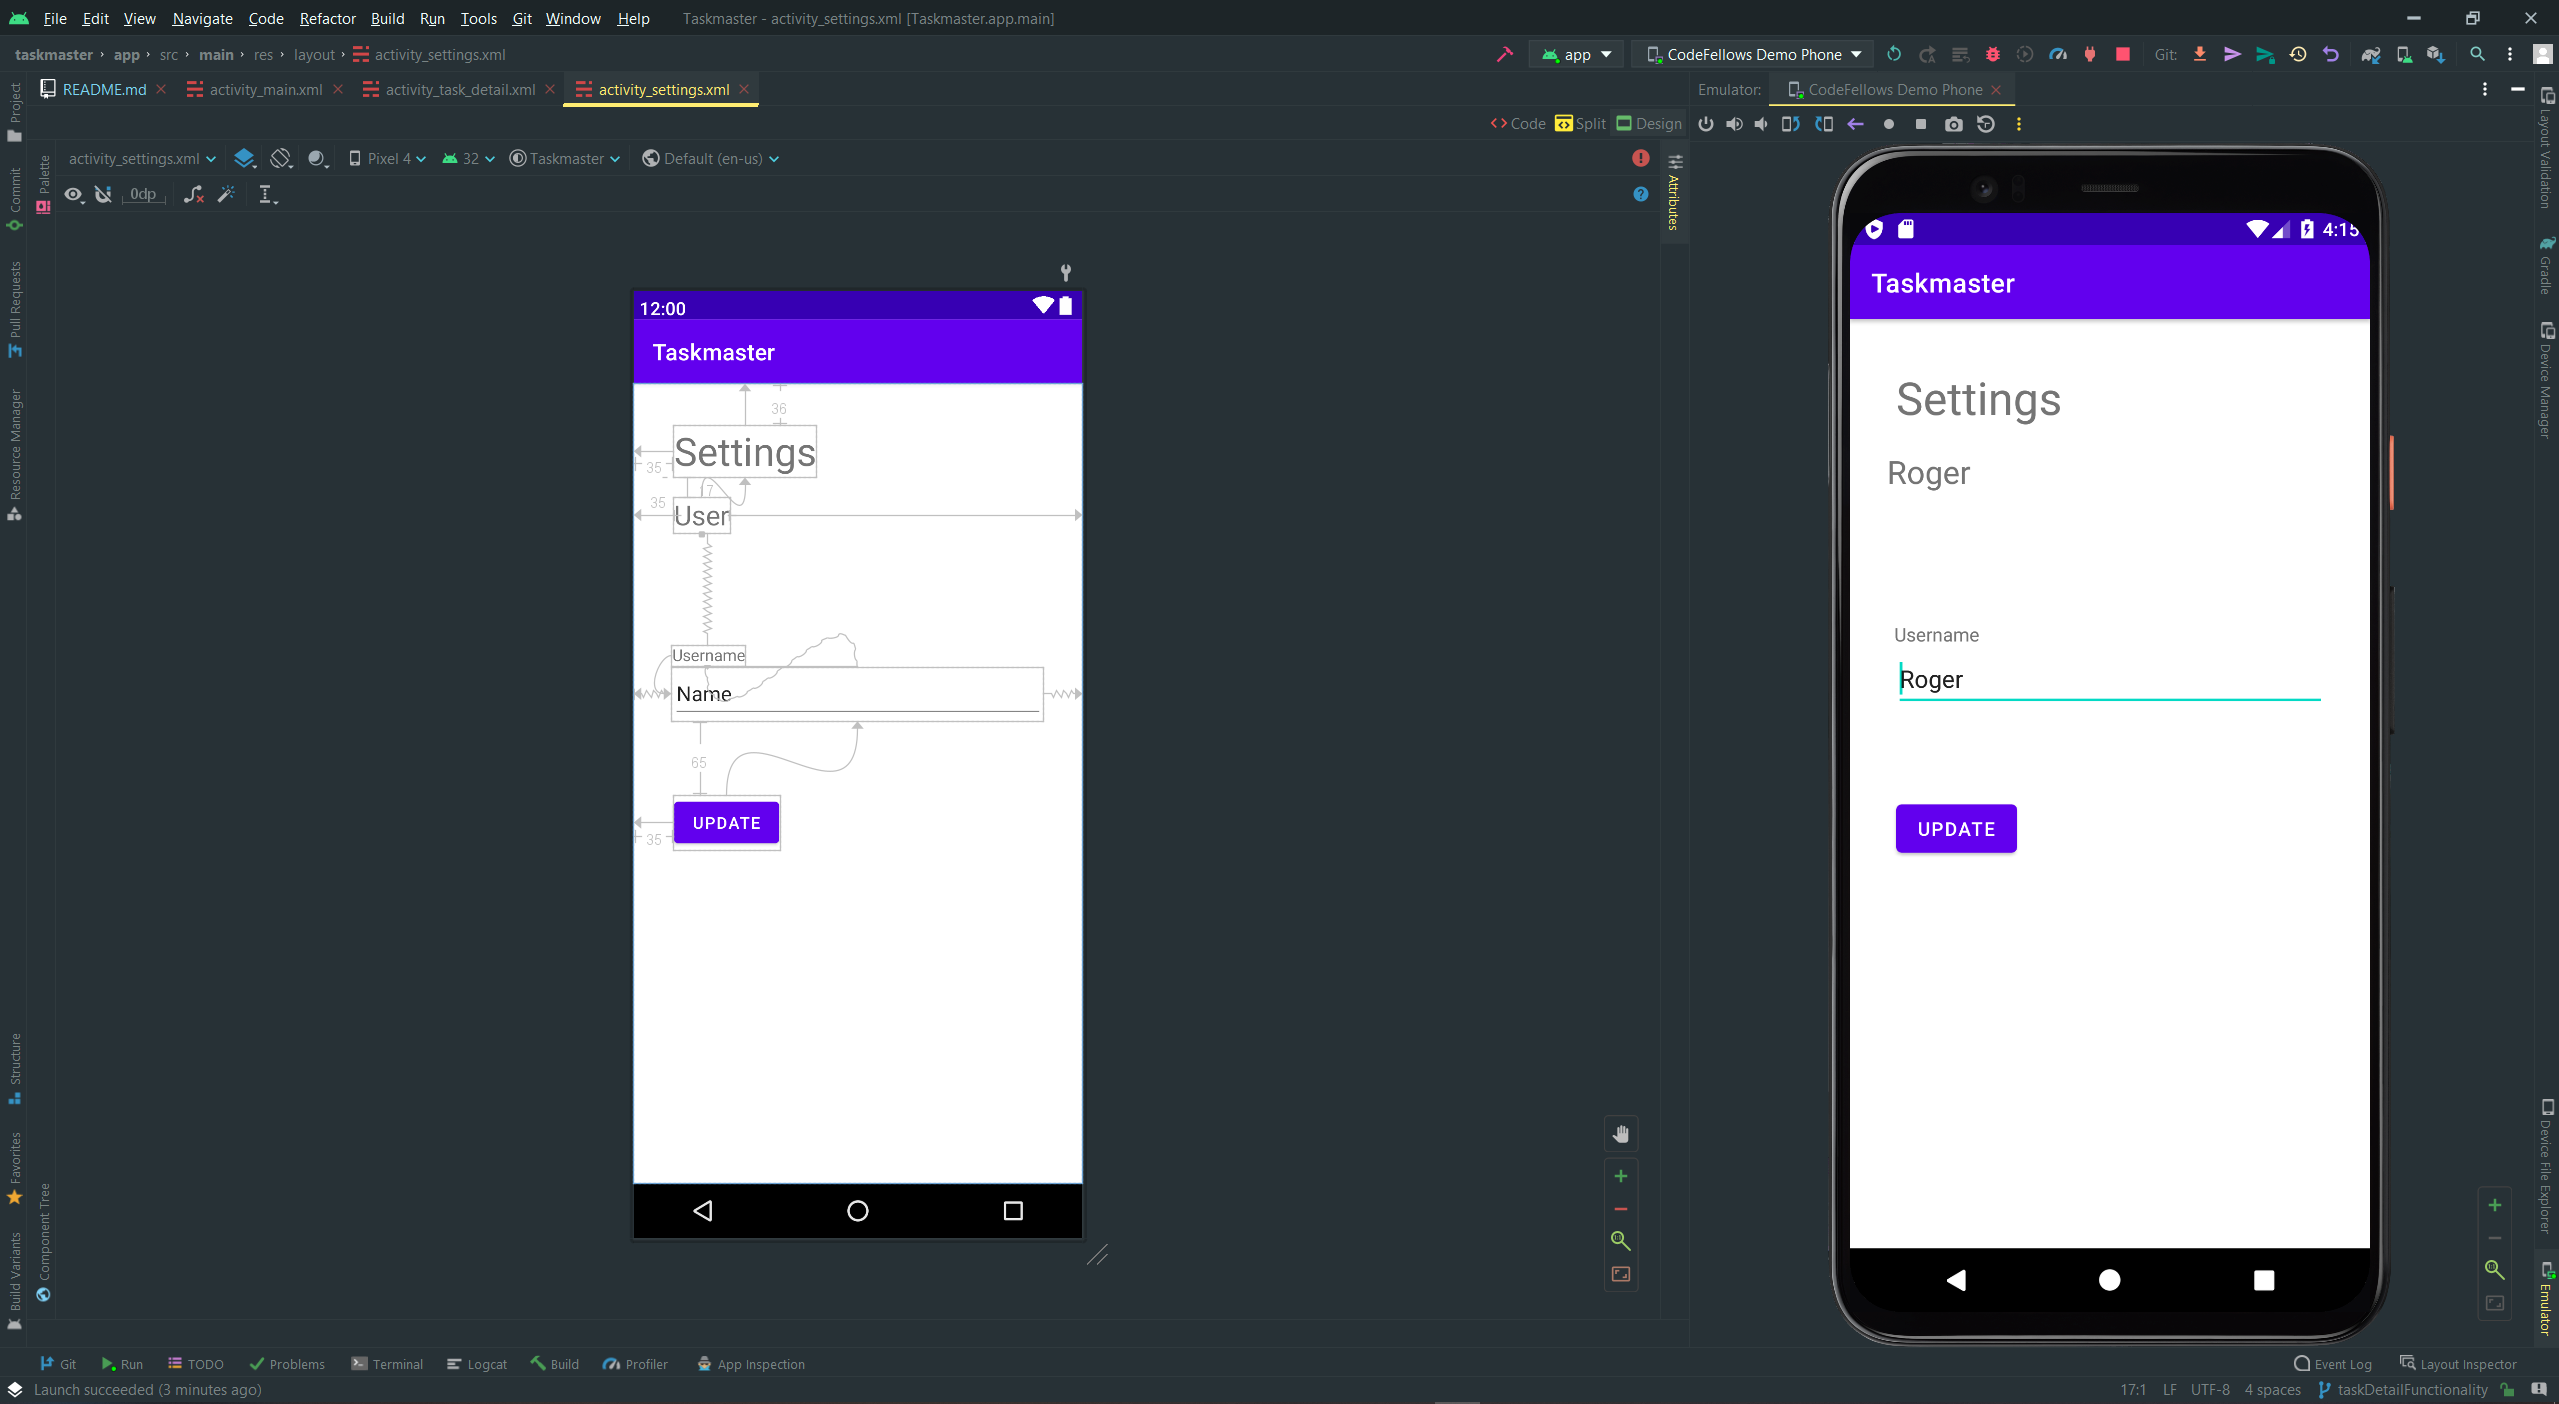 File Edit View Navigate Code Refactor Build Run Tools Git Window Help Taskmaster - activity_settings.xml [Taskmaster.app.main]
taskmaster app src main res layout activity_settings.xml
app CodeFellows Demo Phone Git:
README.md activity_main.xml activity_task_detail.xml activity_settings.xml
Emulator: CodeFellows Demo Phone
Code Split Design
activity_settings.xml Pixel 4 32 Taskmaster Default (en-us)
0dp
Project
Commit
Pull Requests
Resource Manager
Structure
Favorites
Build Variants
Palette
Component Tree
12:00
Taskmaster
36
Settings
35
17
35
User
Username
Name
65
UPDATE
35
Attributes
4:15
Taskmaster
Settings
Roger
Username
Roger
UPDATE
Layout Validation
Gradle
Device Manager
Device File Explorer
Emulator
Git Run TODO Problems Terminal Logcat Build Profiler App Inspection Event Log Layout Inspector
Launch succeeded (3 minutes ago) 17:1 LF UTF-8 4 spaces taskDetailFunctionality